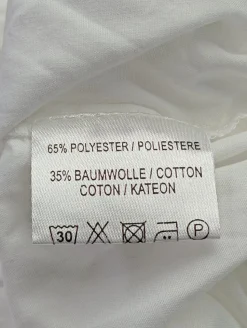 65% POLYESTER / POLIESTERE
35% BAUMWOLLE / COTTON
COTON / KATEON
30 P